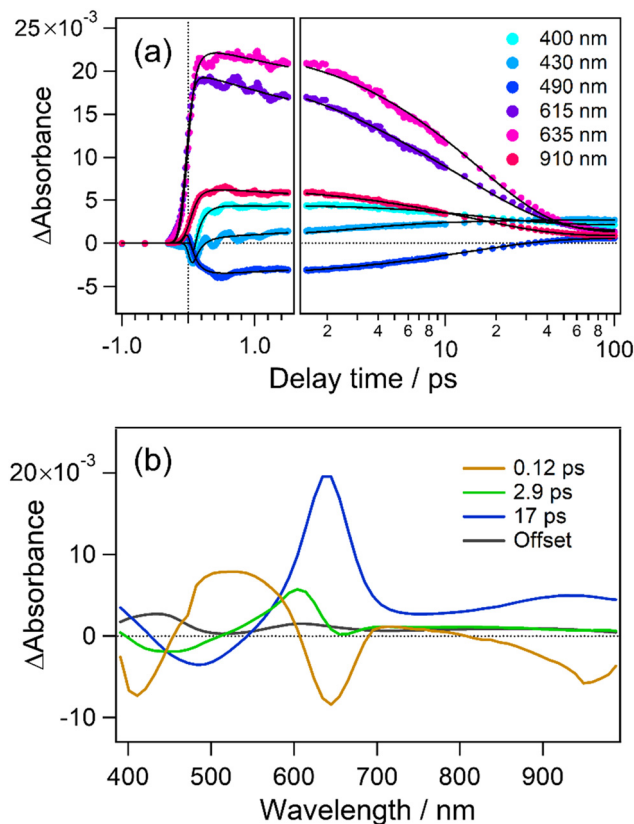 25×10⁻³
20
15
10
5
0
-5
ΔAbsorbance
(a)
400 nm
430 nm
490 nm
615 nm
635 nm
910 nm
-1.0
1.0
2
4
6
8
10
2
4
6
8
100
Delay time / ps
20×10⁻³
10
0
-10
ΔAbsorbance
(b)
0.12 ps
2.9 ps
17 ps
Offset
400
500
600
700
800
900
Wavelength / nm